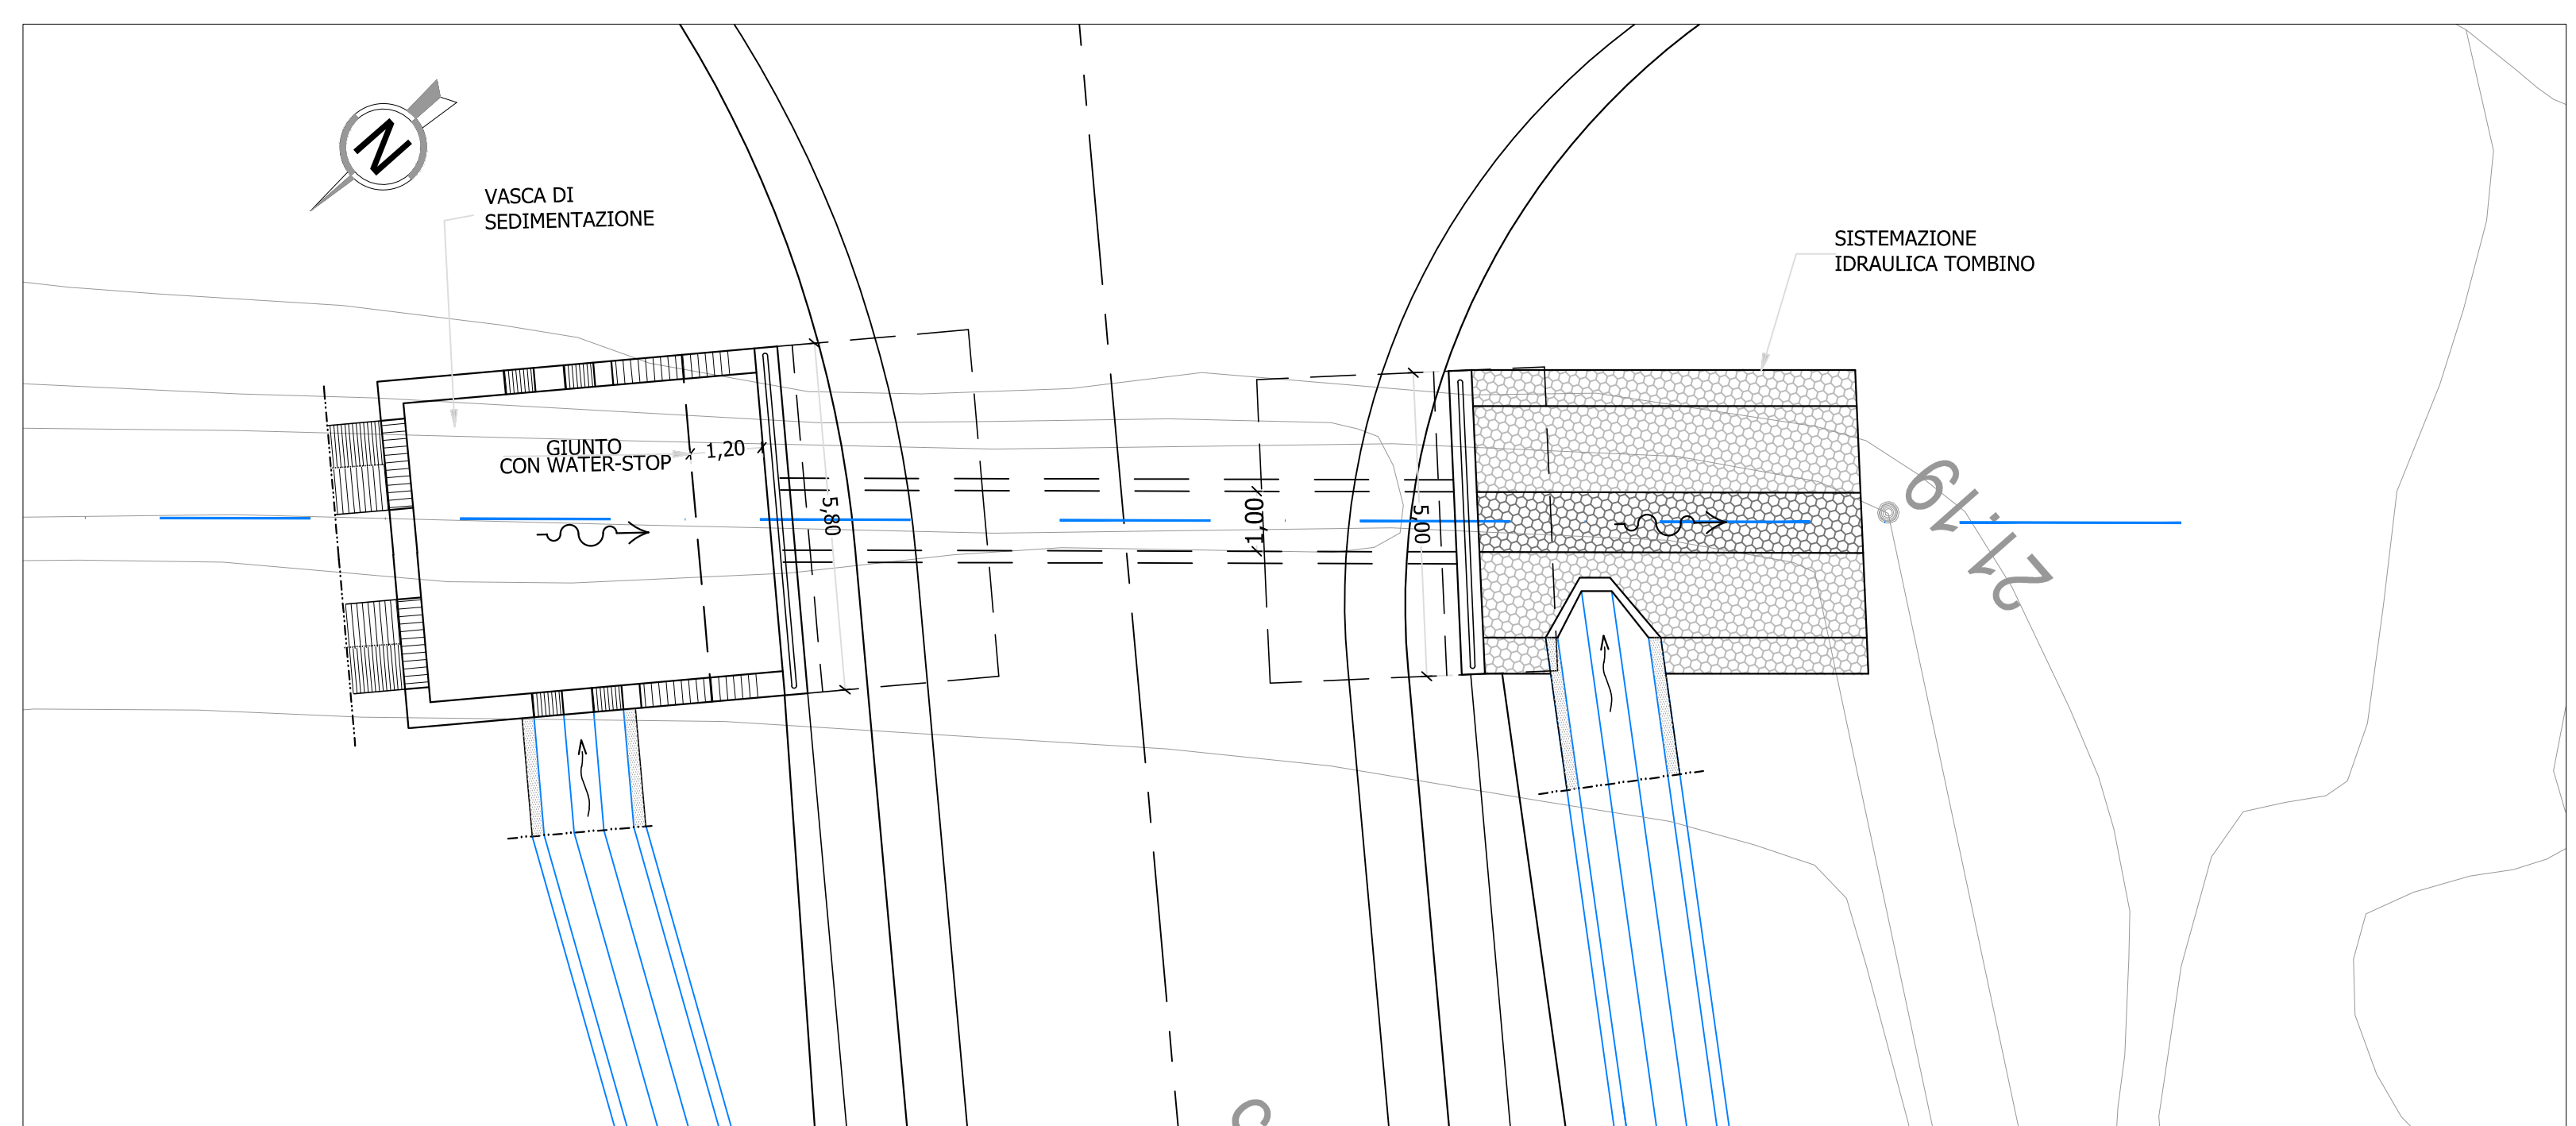 N
VASCA DI
SEDIMENTAZIONE
SISTEMAZIONE
IDRAULICA TOMBINO
GIUNTO
CON WATER-STOP
1,20
5,80
1,00
5,00
21.19